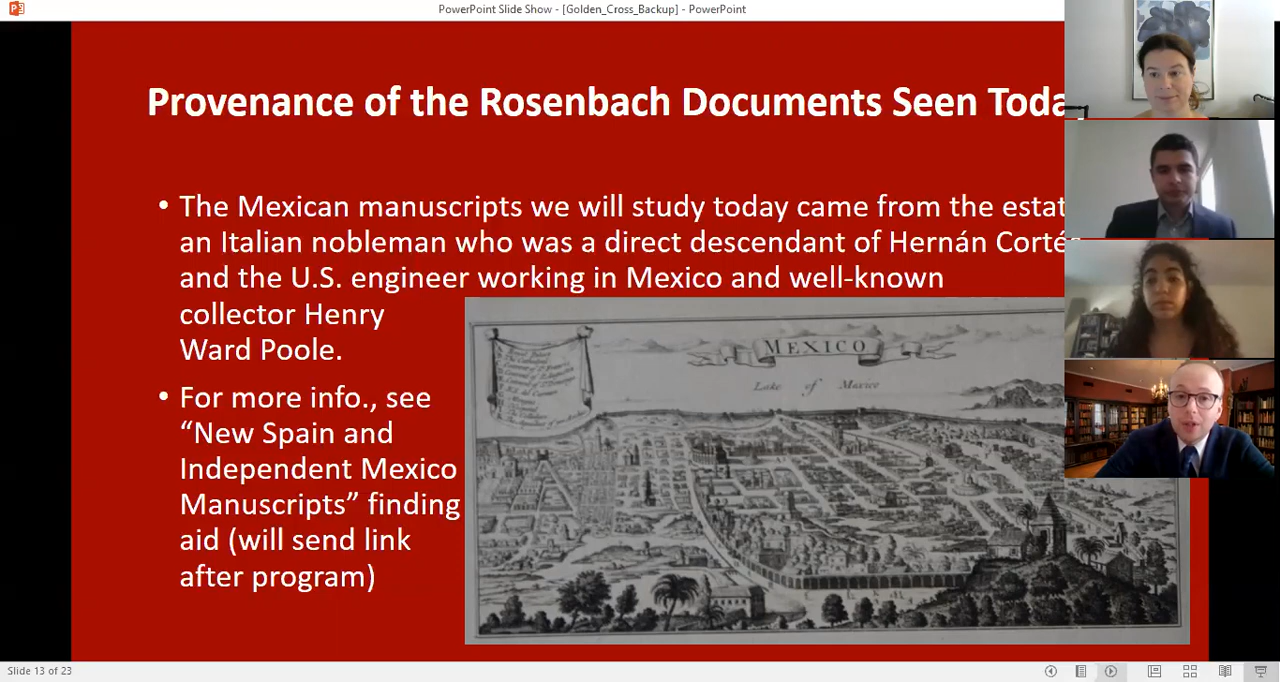 PowerPoint Slide Show - [Golden_Cross_Backup] - PowerPoint
Provenance of the Rosenbach Documents Seen Toda
• The Mexican manuscripts we will study today came from the estat
an Italian nobleman who was a direct descendant of Hernán Cortés
and the U.S. engineer working in Mexico and well-known
collector Henry
Ward Poole.
• For more info., see
“New Spain and
Independent Mexico
Manuscripts” finding
aid (will send link
after program)
MEXICO
Lake of Mexico
Slide 13 of 23